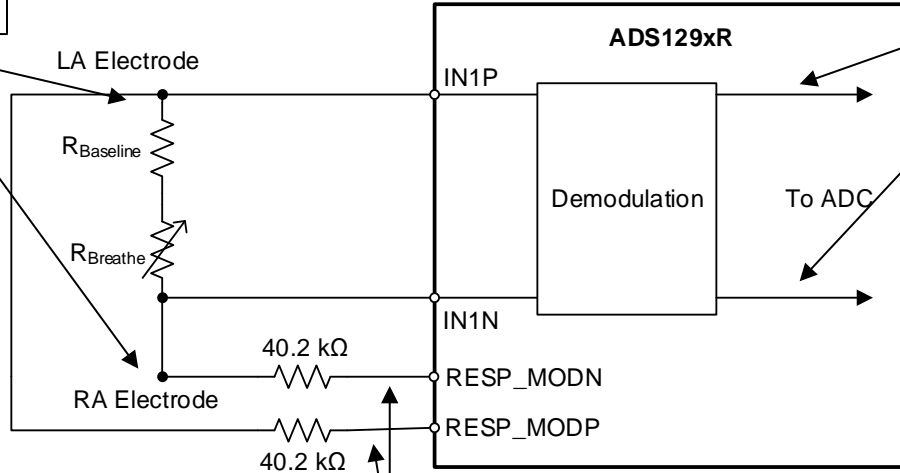 ADS129xR
LA Electrode
IN1P
RBaseline
Demodulation
To ADC
RBreathe
IN1N
40.2 kΩ
RESP_MODN
RA Electrode
RESP_MODP
40.2 kΩ